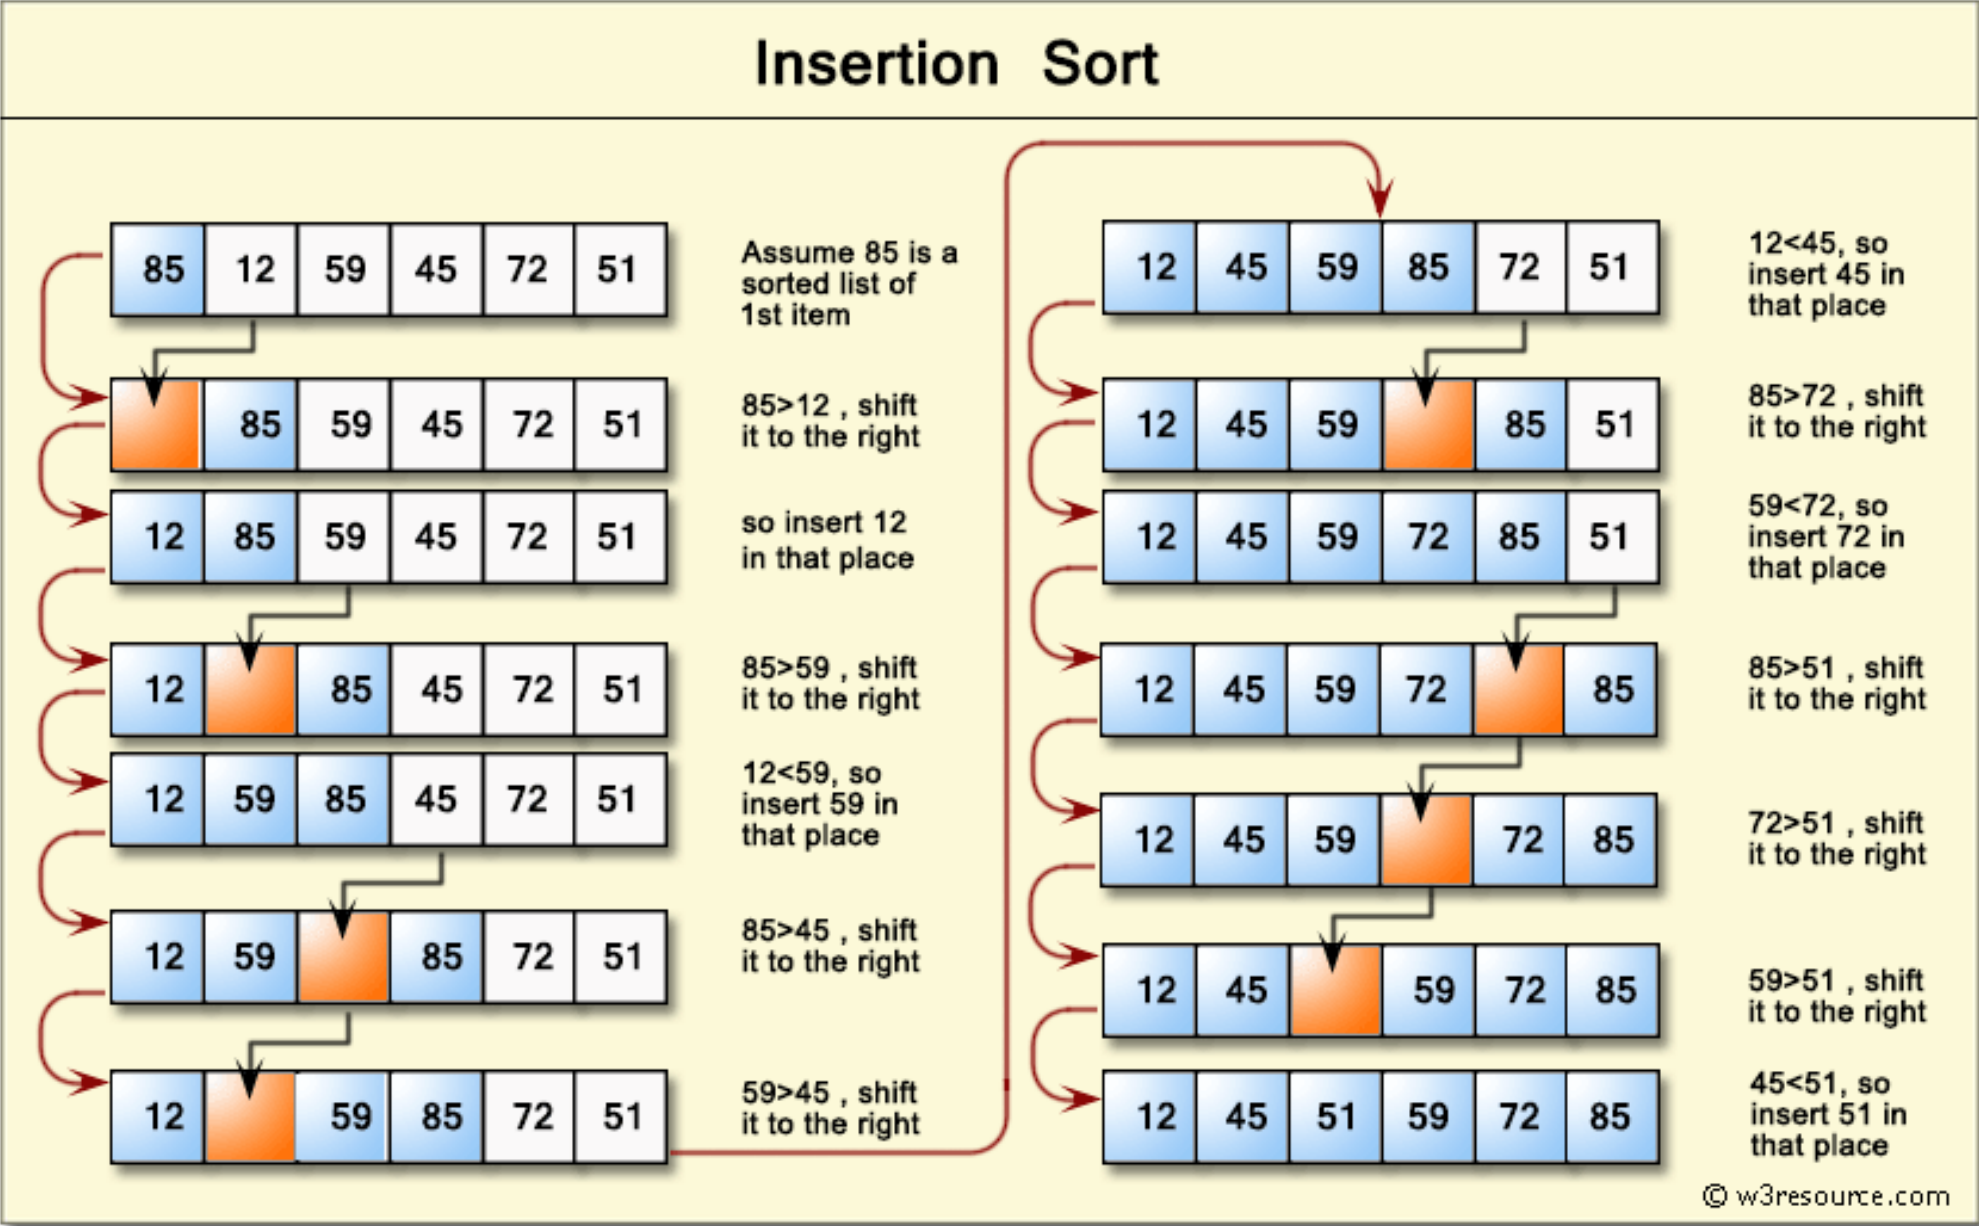 Insertion Sort
85 12 59 45 72 51
Assume 85 is a
sorted list of
1st item
85 59 45 72 51
85>12 , shift
it to the right
12 85 59 45 72 51
so insert 12
in that place
12 85 45 72 51
85>59 , shift
it to the right
12 59 85 45 72 51
12<59, so
insert 59 in
that place
12 59 85 72 51
85>45 , shift
it to the right
12 59 85 72 51
59>45 , shift
it to the right
12 45 59 85 72 51
12<45, so
insert 45 in
that place
12 45 59 85 51
85>72 , shift
it to the right
12 45 59 72 85 51
59<72, so
insert 72 in
that place
12 45 59 72 85
85>51 , shift
it to the right
12 45 59 72 85
72>51 , shift
it to the right
12 45 59 72 85
59>51 , shift
it to the right
12 45 51 59 72 85
45<51, so
insert 51 in
that place
© w3resource.com